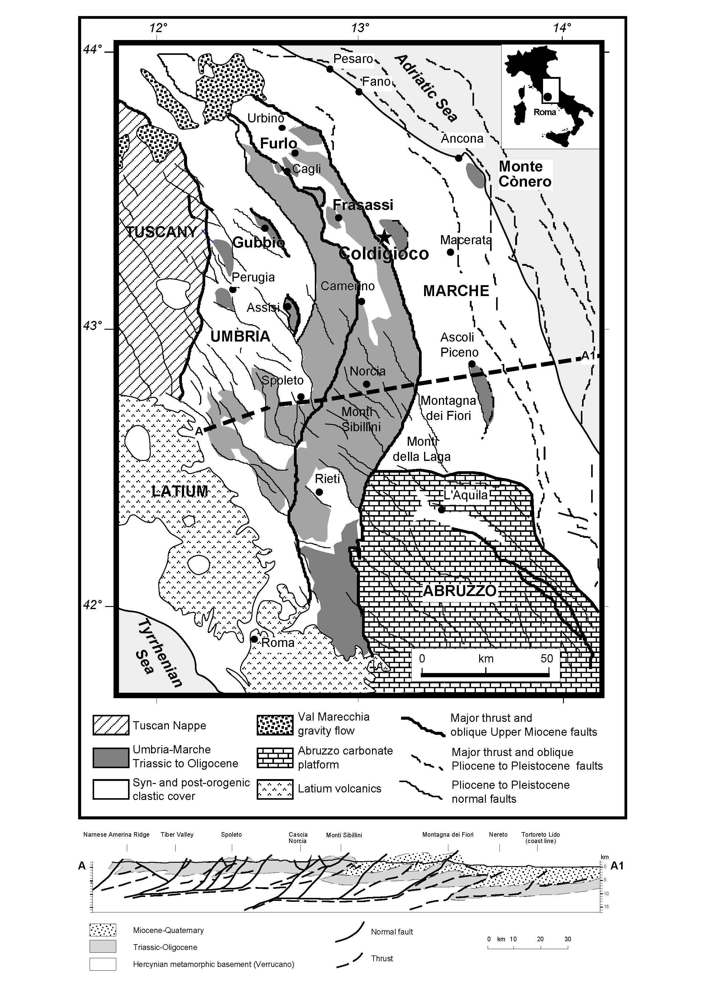 12°
13°
14°
44°
43°
42°
Pesaro
Fano
Adriatic Sea
Roma
Urbino
Furlo
Ancona
Cagli
Monte
Cònero
Frasassi
TUSCANY
Gubbio
Macerata
Coldigioco
Perugia
Camerino
MARCHE
Assisi
UMBRIA
Ascoli
Piceno
A1
Norcia
Spoleto
Montagna
dei Fiori
Monti
Sibillini
A
Monti
della Laga
Rieti
LATIUM
L'Aquila
ABRUZZO
Tyrrhenian
Sea
Roma
0 km 50
Tuscan Nappe
Umbria-Marche
Triassic to Oligocene
Syn- and post-orogenic
clastic cover
Val Marecchia
gravity flow
Abruzzo carbonate
platform
Latium volcanics
Major thrust and
oblique Upper Miocene faults
Major thrust and oblique
Pliocene to Pleistocene faults
Pliocene to Pleistocene
normal faults
Narnese Amerina Ridge
Tiber Valley
Spoleto
Cascia
Norcia
Monti Sibillini
Montagna dei Fiori
Nereto
Tortoreto Lido
(coast line)
A
km
A1
0
5
10
15
Miocene-Quaternary
Triassic-Oligocene
Hercynian metamorphic basement (Verrucano)
Normal fault
Thrust
0 km 10 20 30